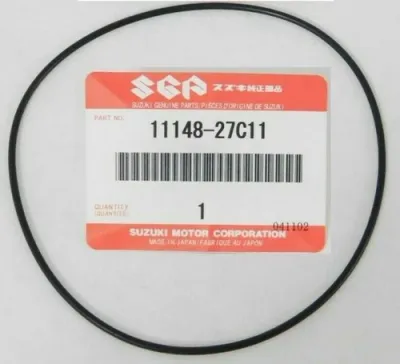 SGP スズキ純正部品
SUZUKI GENUINE PARTS/PIECES D'ORIGINE DE SUZUKI
PART NO.
11148-27C11
QUANTITY
1
041102
SUZUKI MOTOR CORPORATION
MADE IN JAPAN/FABRIQUE AU JAPON